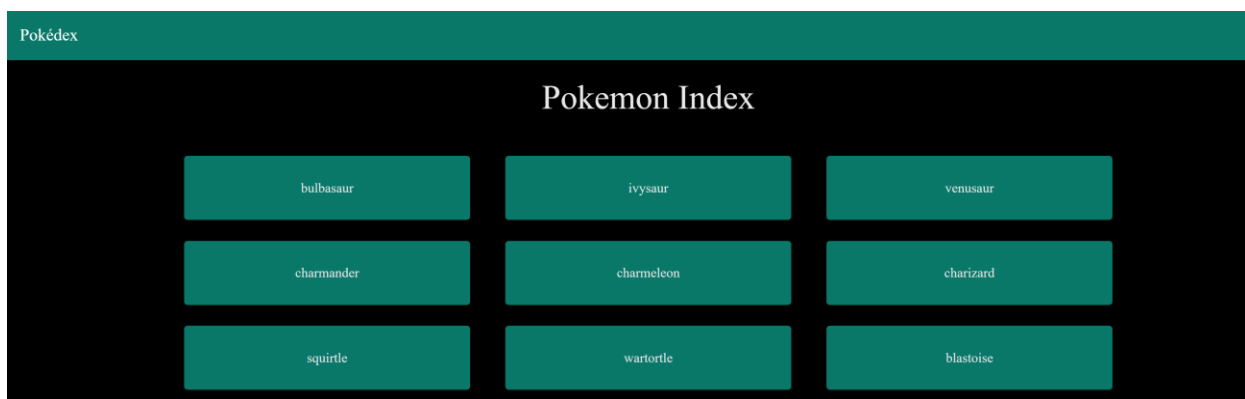 Pokédex
Pokemon Index
bulbasaur ivysaur venusaur
charmander charmeleon charizard
squirtle wartortle blastoise